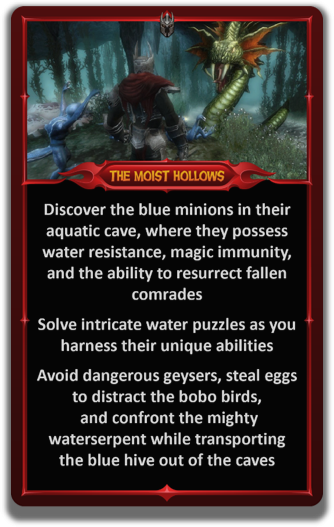 THE MOIST HOLLOWS
Discover the blue minions in their
aquatic cave, where they possess
water resistance, magic immunity,
and the ability to resurrect fallen
comrades
Solve intricate water puzzles as you
harness their unique abilities
Avoid dangerous geysers, steal eggs
to distract the bobo birds,
and confront the mighty
waterserpent while transporting
the blue hive out of the caves